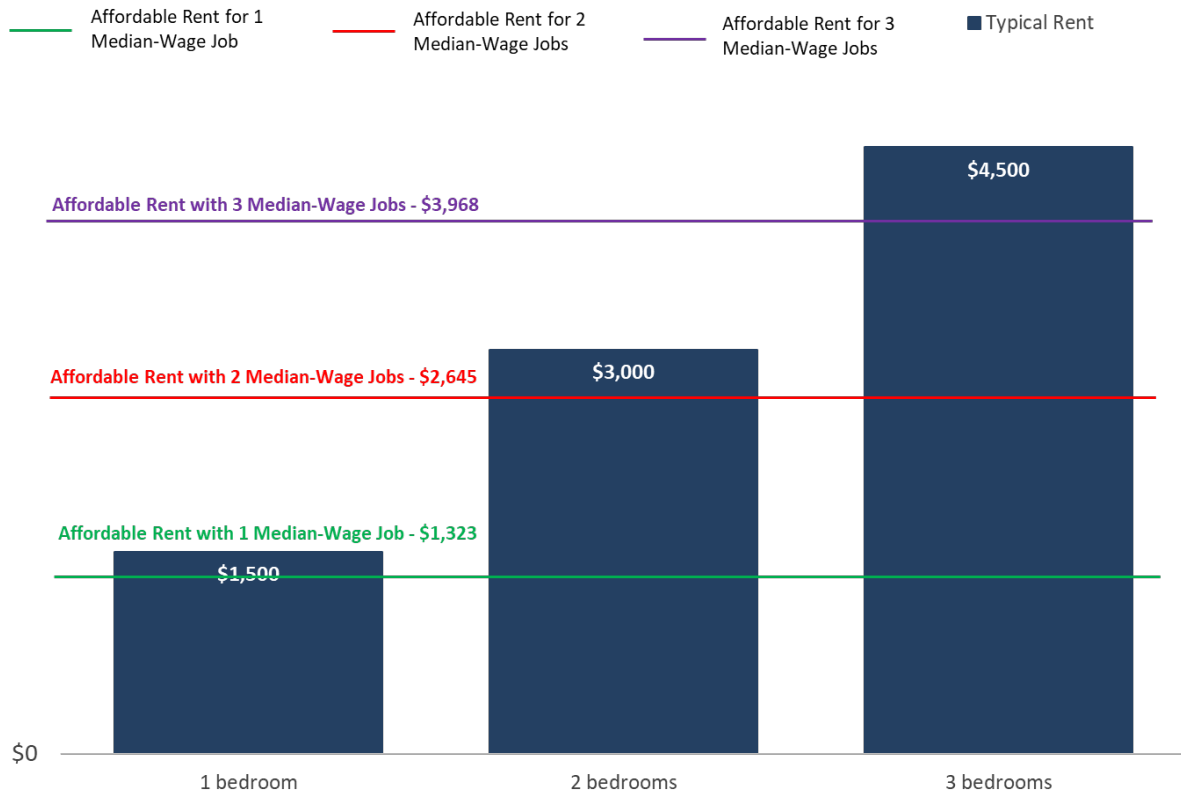 Affordable Rent for 1
Median-Wage Job
Affordable Rent for 2
Median-Wage Jobs
Affordable Rent for 3
Median-Wage Jobs
Typical Rent
$4,500
Affordable Rent with 3 Median-Wage Jobs - $3,968
$3,000
Affordable Rent with 2 Median-Wage Jobs - $2,645
Affordable Rent with 1 Median-Wage Job - $1,323
$1,500
$0
1 bedroom
2 bedrooms
3 bedrooms